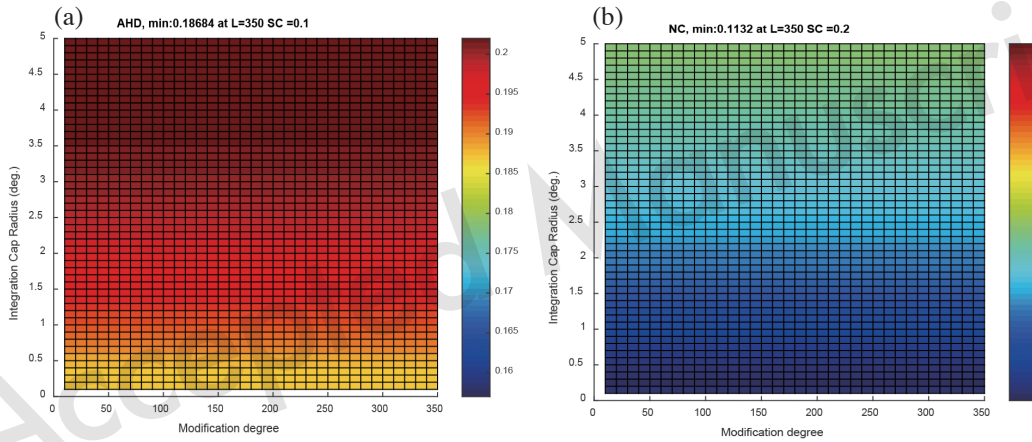 (a)
AHD, min:0.18684 at L=350 SC =0.1
Integration Cap Radius (deg.)
5
4.5
4
3.5
3
2.5
2
1.5
1
0.5
0
0 50 100 150 200 250 300 350
Modification degree
0.2
0.195
0.19
0.185
0.18
0.175
0.17
0.165
0.16
(b)
NC, min:0.1132 at L=350 SC =0.2
Integration Cap Radius (deg.)
5
4.5
4
3.5
3
2.5
2
1.5
1
0.5
0
0 50 100 150 200 250 300 350
Modification degree
Accepted Manuscri